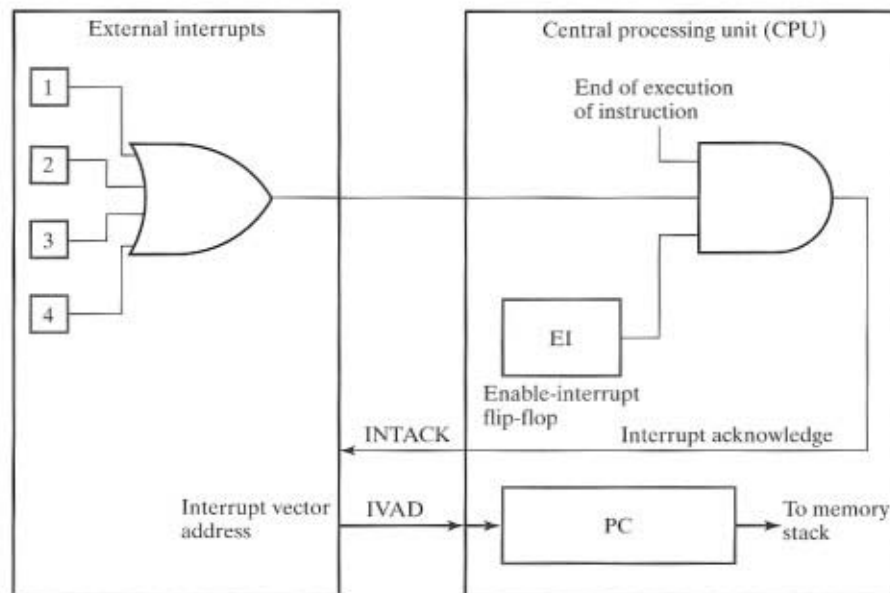 External interrupts
Central processing unit (CPU)
1
2
3
4
End of execution
of instruction
EI
Enable-interrupt
flip-flop
INTACK
Interrupt acknowledge
Interrupt vector
address
IVAD
PC
To memory
stack